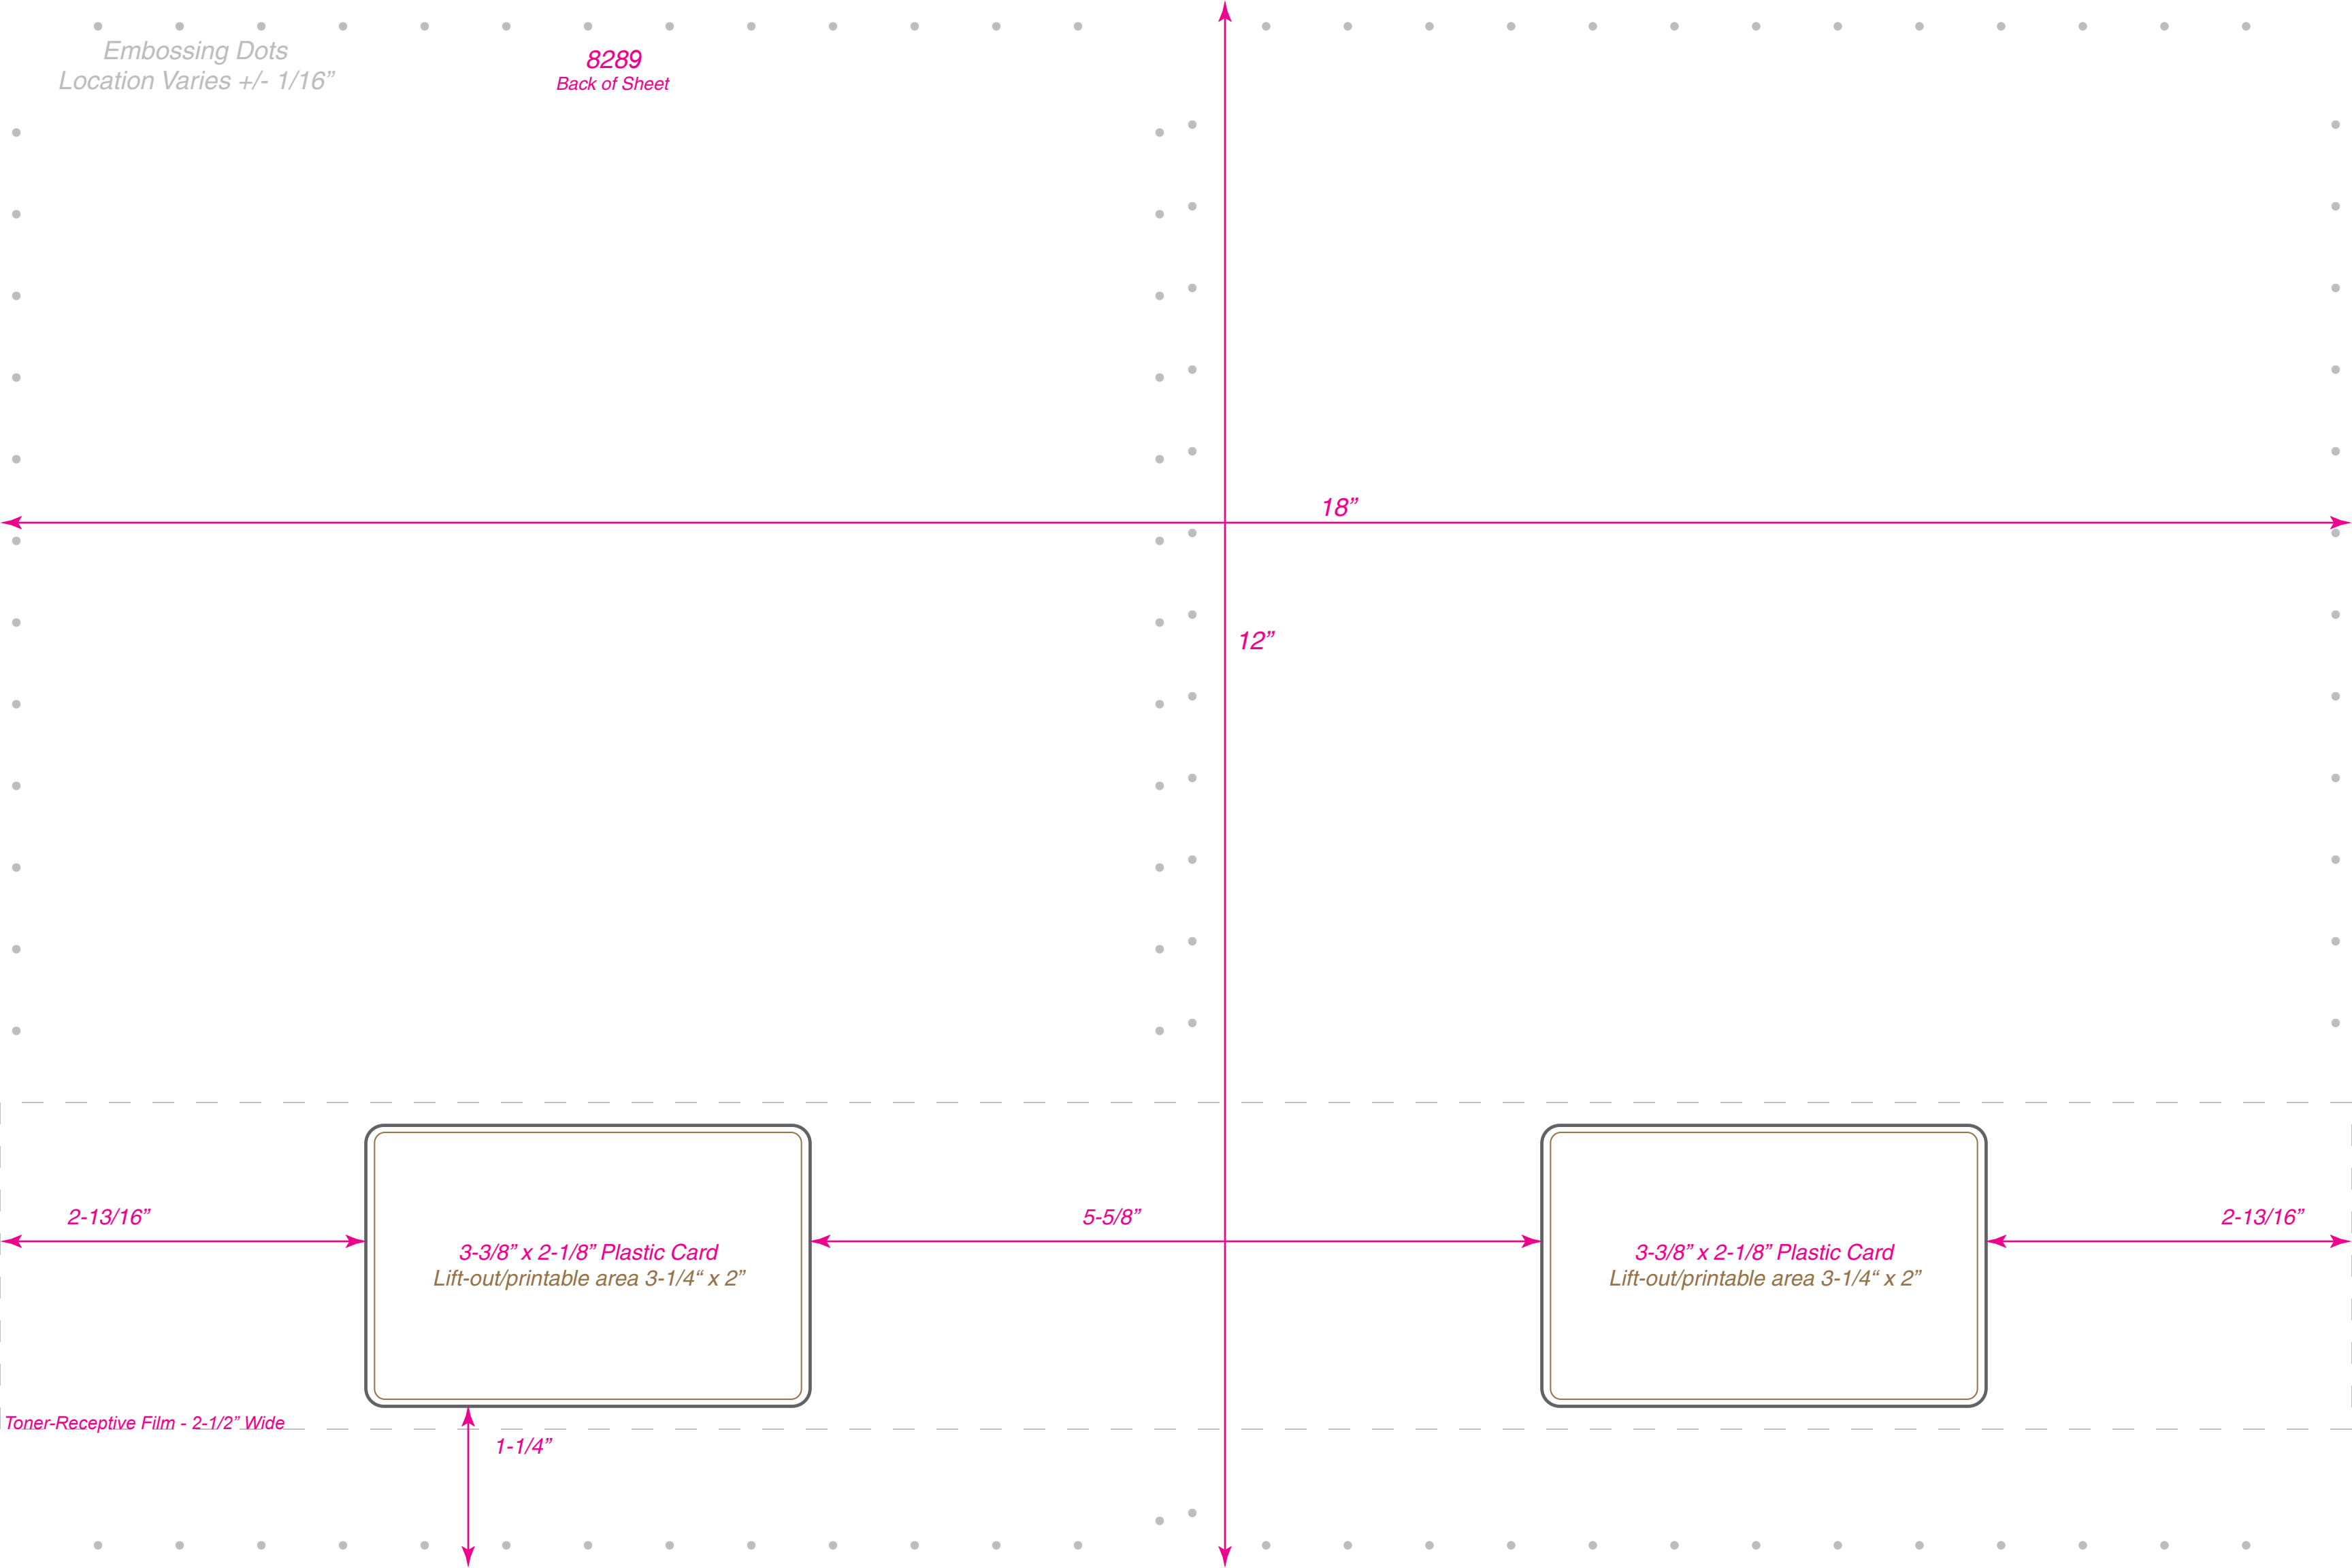 Embossing Dots
Location Varies +/- 1/16”
8289
Back of Sheet
18”
12”
2-13/16”
5-5/8”
2-13/16”
3-3/8” x 2-1/8” Plastic Card
Lift-out/printable area 3-1/4“ x 2”
3-3/8” x 2-1/8” Plastic Card
Lift-out/printable area 3-1/4“ x 2”
Toner-Receptive Film - 2-1/2” Wide
1-1/4”